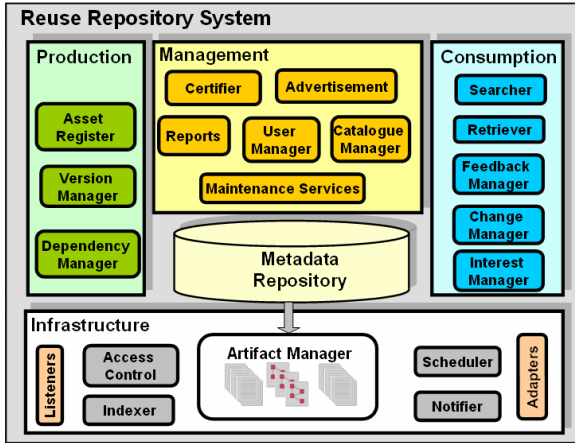 Reuse Repository System
Production
Asset
Register
Version
Manager
Dependency
Manager
Management
Certifier
Advertisement
Reports
User
Manager
Catalogue
Manager
Maintenance Services
Metadata
Repository
Consumption
Searcher
Retriever
Feedback
Manager
Change
Manager
Interest
Manager
Infrastructure
Listeners
Access
Control
Indexer
Artifact Manager
Scheduler
Notifier
Adapters